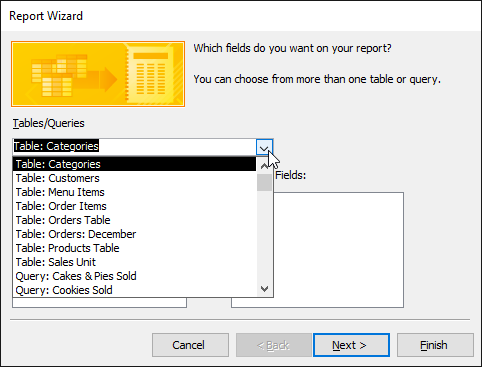 Report Wizard
Which fields do you want on your report?
You can choose from more than one table or query.
Tables/Queries
Table: Categories
Table: Categories
Table: Customers
Table: Menu Items
Table: Order Items
Table: Orders Table
Table: Orders: December
Table: Products Table
Table: Sales Unit
Query: Cakes & Pies Sold
Query: Cookies Sold
Fields:
Cancel
< Back
Next >
Finish